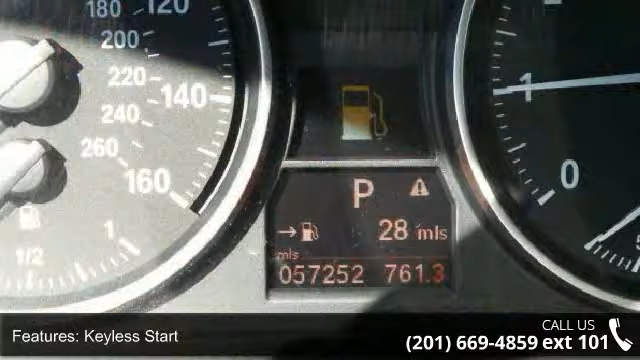 180
120
200
220
140
240
260
160
1/2
1
1
0
P
28 mls
mls
057252 761.3
Features: Keyless Start
CALL US
(201) 669-4859 ext 101